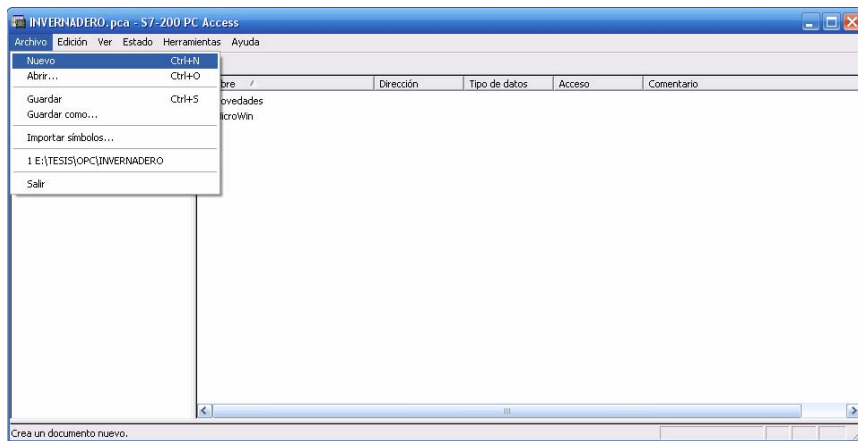 INVERNADERO.pca - S7-200 PC Access
Archivo Edición Ver Estado Herramientas Ayuda
Nuevo Ctrl+N
Abrir... Ctrl+O
Guardar Ctrl+S
Guardar como...
Importar símbolos...
1 E:\TESIS\OPC\INVERNADERO
Salir
bre Dirección Tipo de datos Acceso Comentario
ovedades
icroWin
Crea un documento nuevo.